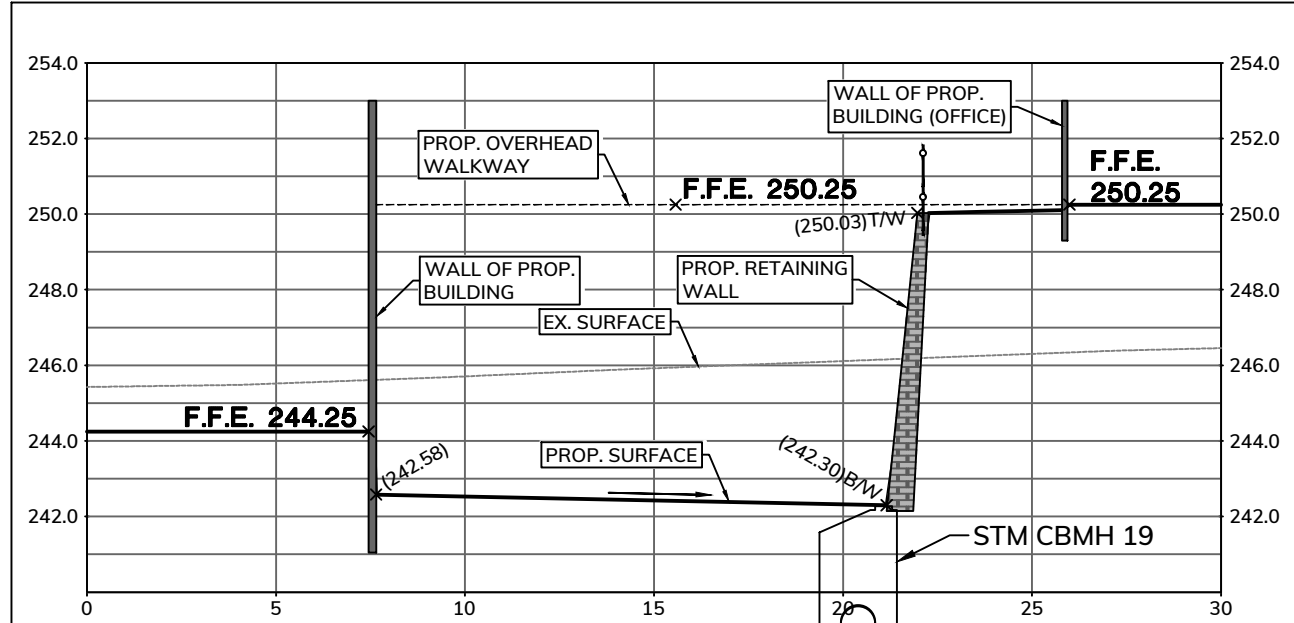 254.0
254.0
WALL OF PROP.
BUILDING (OFFICE)
252.0
252.0
PROP. OVERHEAD
WALKWAY
F.F.E.
250.25
F.F.E. 250.25
250.0
250.0
(250.03)T/W
WALL OF PROP.
BUILDING
PROP. RETAINING
WALL
248.0
248.0
EX. SURFACE
246.0
246.0
F.F.E. 244.25
244.0
244.0
(242.58)
PROP. SURFACE
(242.30)B/W
242.0
242.0
STM CBMH 19
0
5
10
15
20
25
30